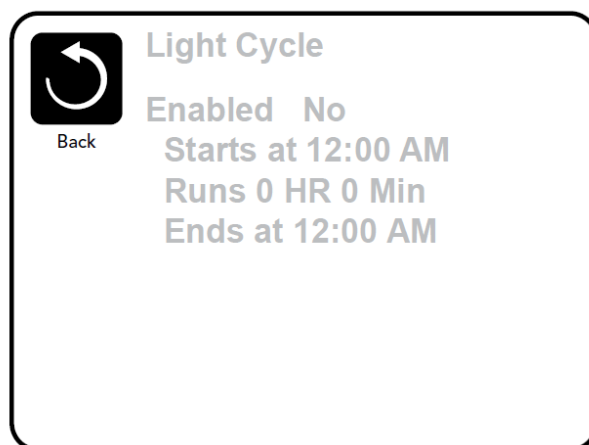 Light Cycle
Enabled No
Starts at 12:00 AM
Runs 0 HR 0 Min
Ends at 12:00 AM
Back